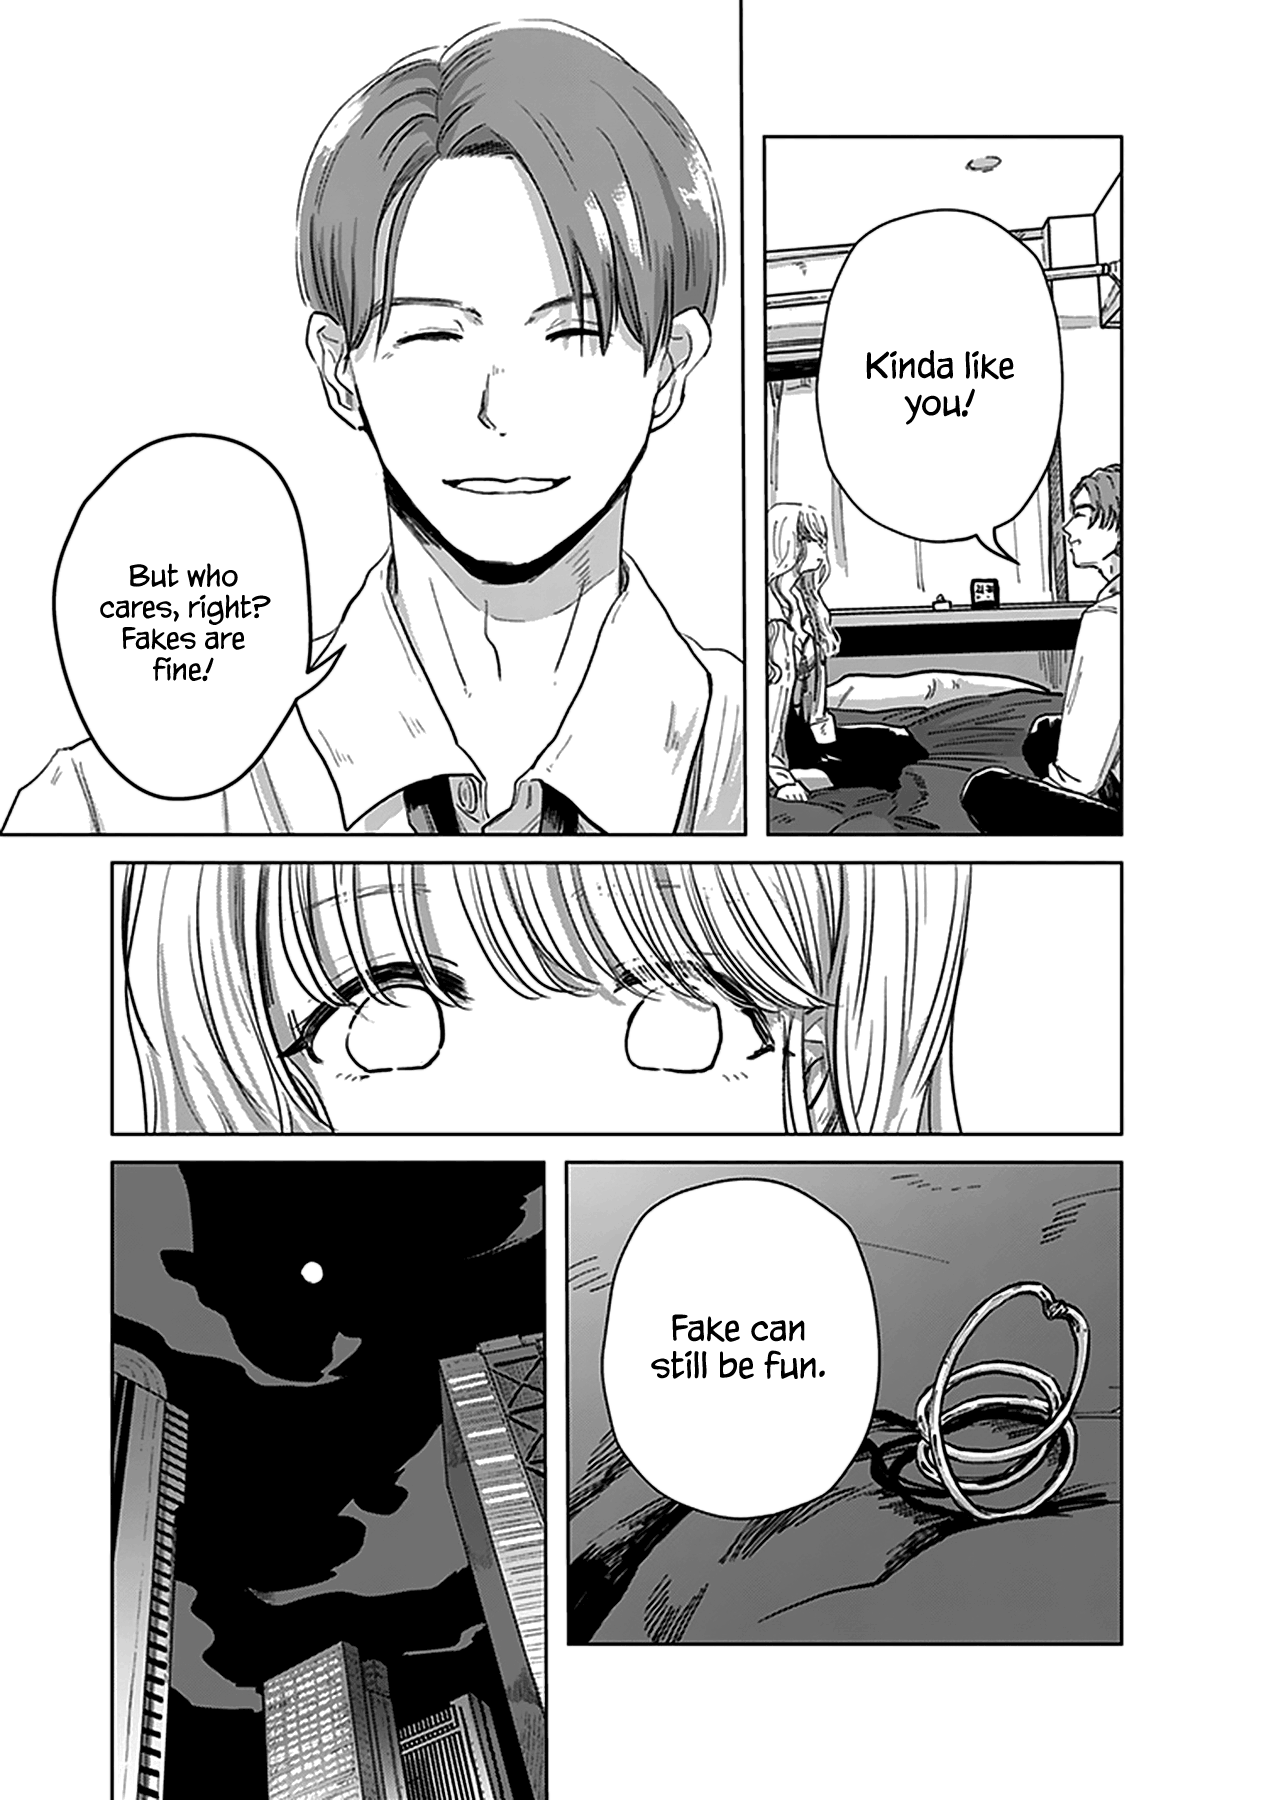 Kinda like
you!
But who
cares, right?
Fakes are
fine!
Fake can
still be fun.